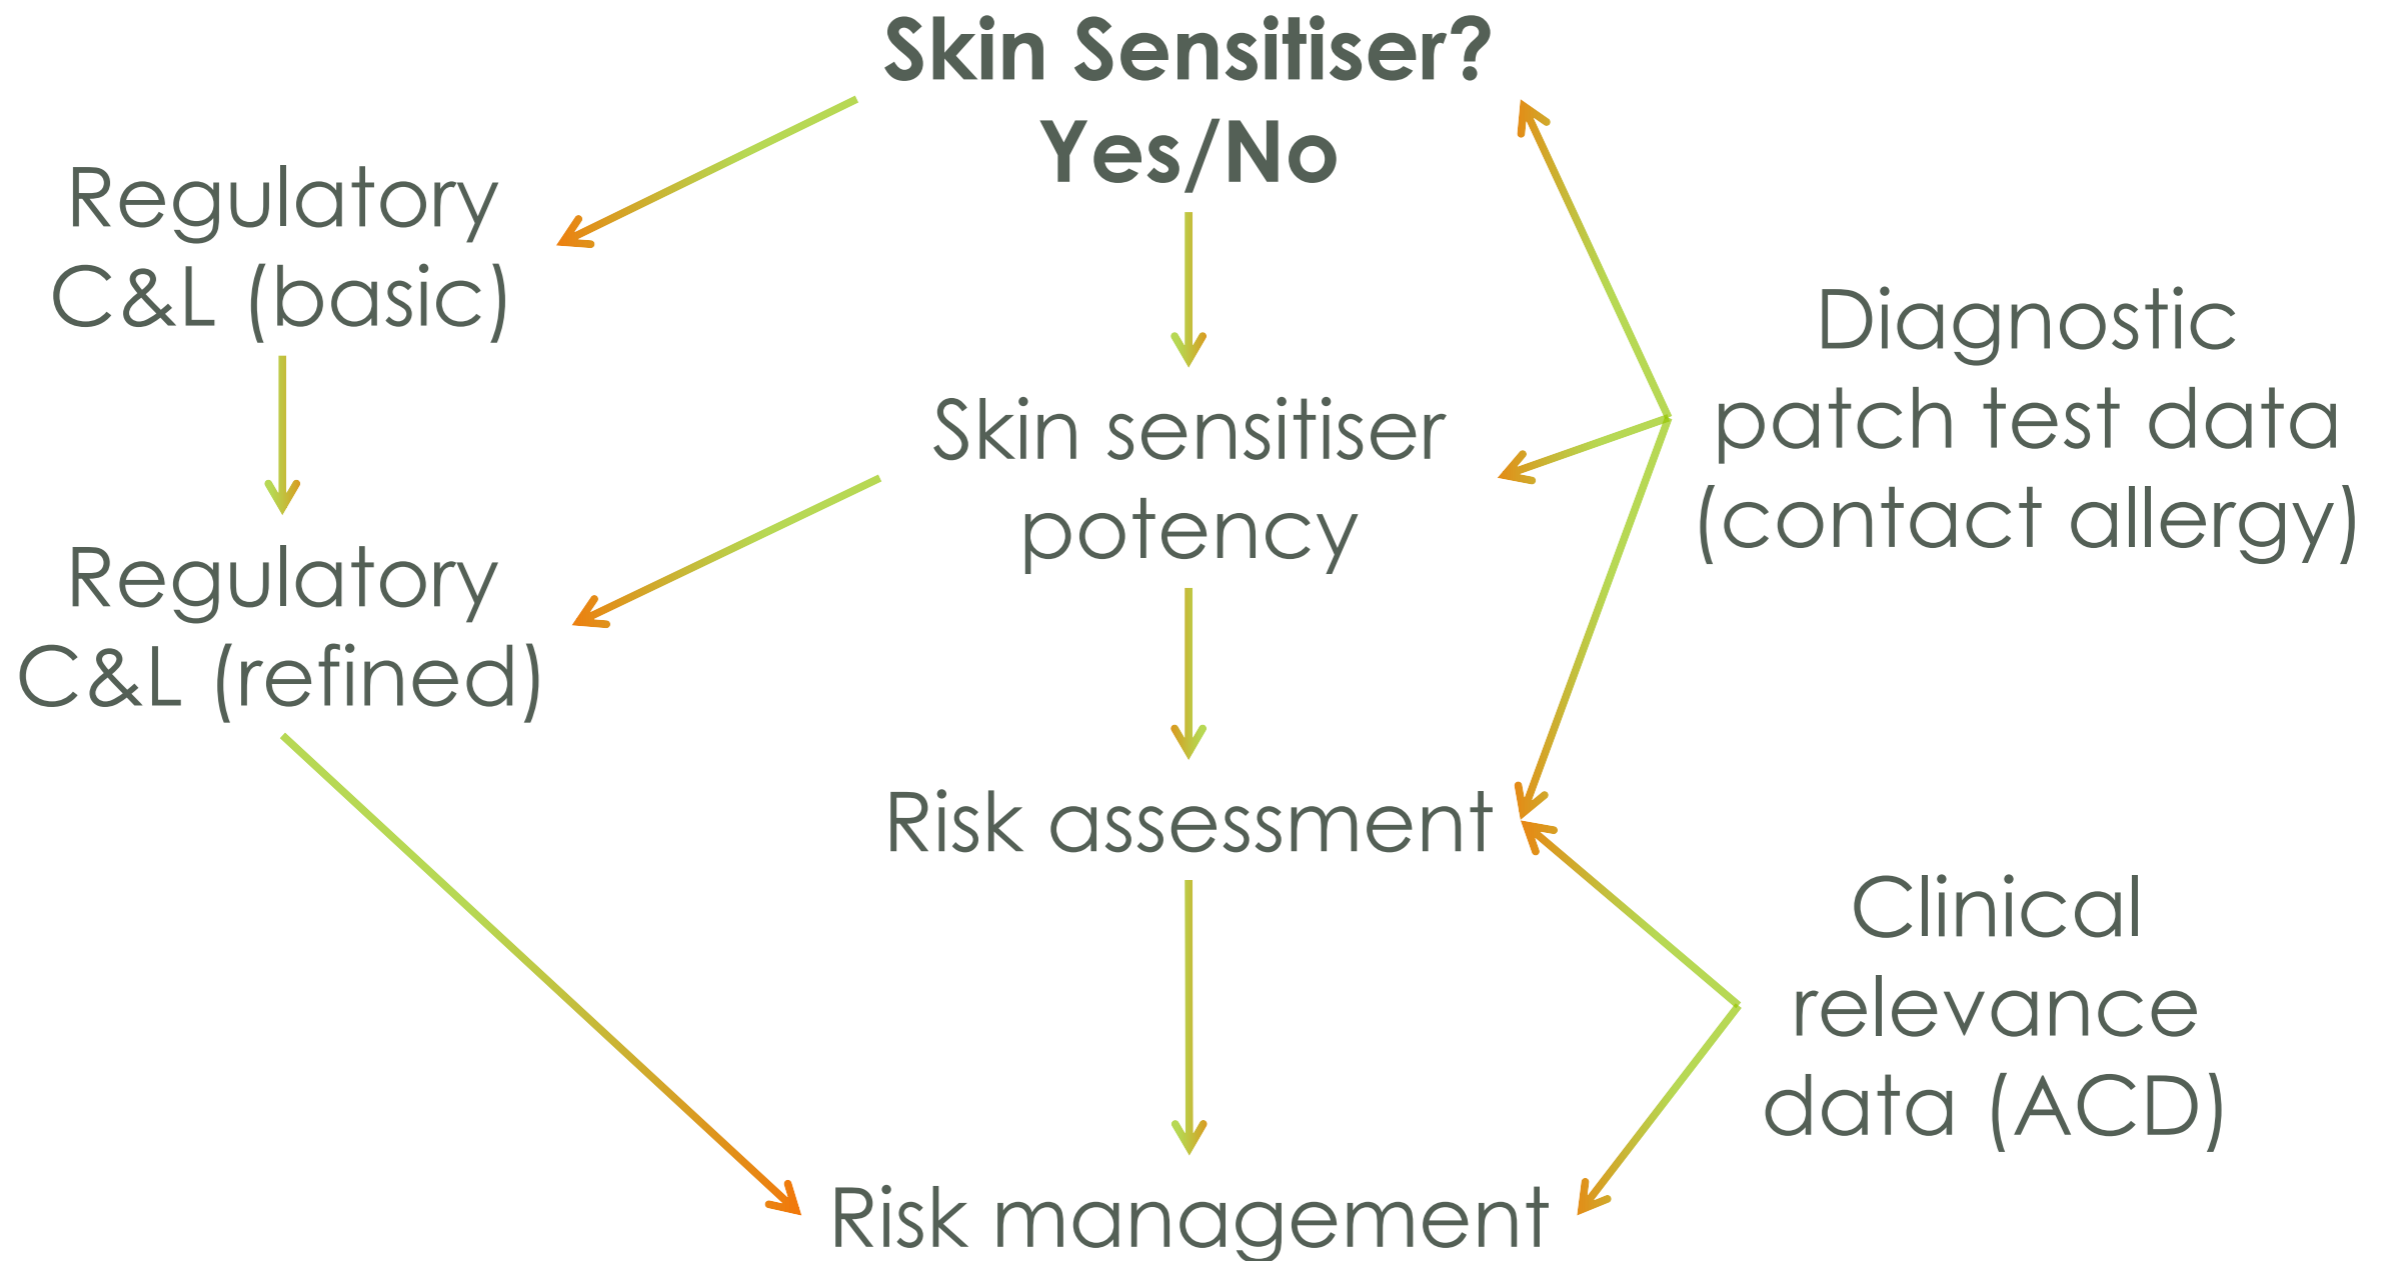 Skin Sensitiser?
Yes/No
Regulatory
C&L (basic)
Diagnostic
patch test data
(contact allergy)
Skin sensitiser
potency
Regulatory
C&L (refined)
Risk assessment
Clinical
relevance
data (ACD)
Risk management